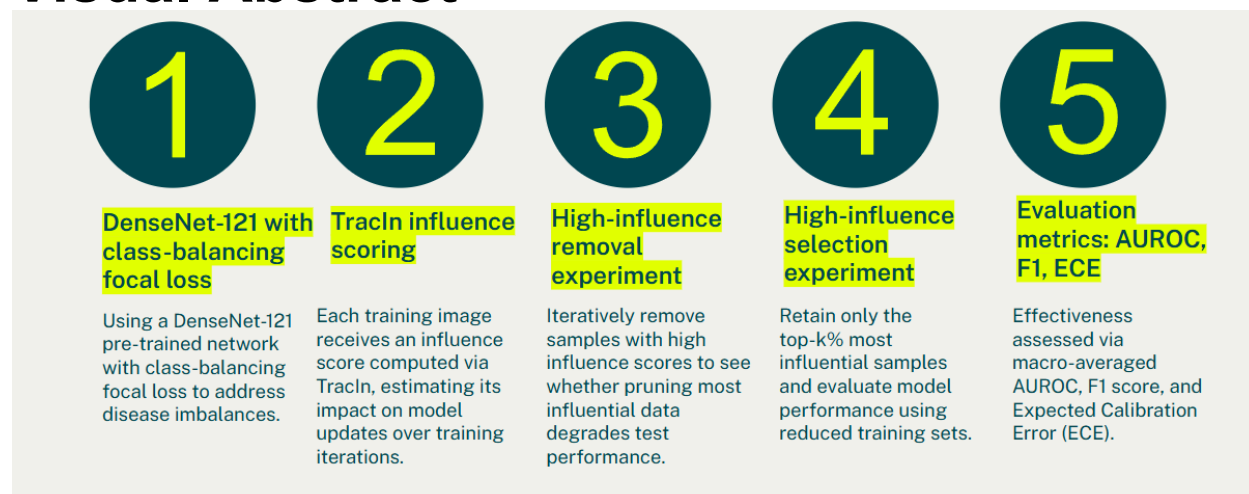 Visual Abstract
1
2
3
4
5
DenseNet-121 with
class-balancing
focal loss
Using a DenseNet-121
pre-trained network
with class-balancing
focal loss to address
disease imbalances.
TracIn influence
scoring
Each training image
receives an influence
score computed via
TracIn, estimating its
impact on model
updates over training
iterations.
High-influence
removal
experiment
Iteratively remove
samples with high
influence scores to see
whether pruning most
influential data
degrades test
performance.
High-influence
selection
experiment
Retain only the
top-k% most
influential samples
and evaluate model
performance using
reduced training sets.
Evaluation
metrics: AUROC,
F1, ECE
Effectiveness
assessed via
macro-averaged
AUROC, F1 score, and
Expected Calibration
Error (ECE).